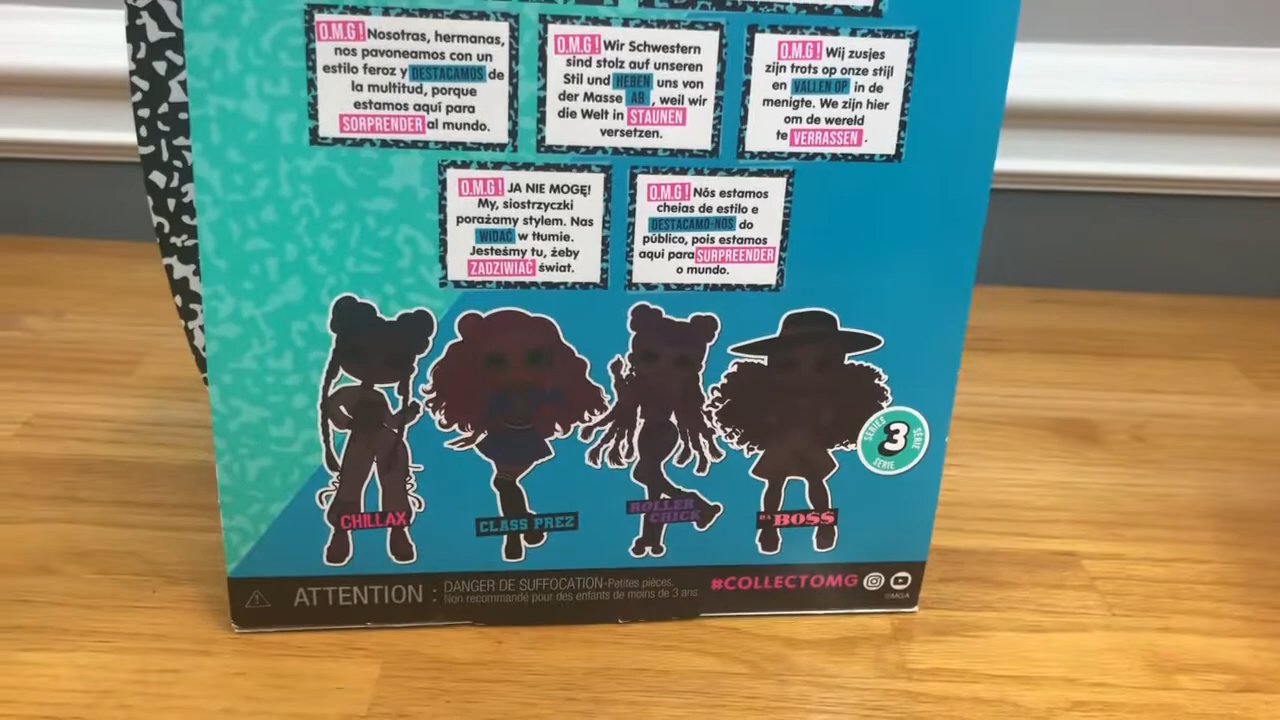 O.M.G! Nosotras, hermanas,
nos pavoneamos con un
estilo feroz y DESTACAMOS de
la multitud, porque
estamos aquí para
SORPRENDER al mundo.
O.M.G! Wir Schwestern
sind stolz auf unseren
Stil und HEBEN uns von
der Masse AB, weil wir
die Welt in STAUNEN
versetzen.
O.M.G! Wij zusjes
zijn trots op onze stijl
en VALLEN OP in de
menigte. We zijn hier
om de wereld
te VERRASSEN.
O.M.G! JA NIE MOGĘ!
My, siostrzyczki
porażamy stylem. Nas
WIDAĆ w tłumie.
Jesteśmy tu, żeby
ZADZIWIAĆ świat.
O.M.G! Nós estamos
cheias de estilo e
DESTACAMO-NOS do
público, pois estamos
aqui para SURPREENDER
o mundo.
SERIES 3 SÉRIE
SERIE
CHILLAX
CLASS PREZ
ROLLER
CHICK
DA BOSS
ATTENTION :
DANGER DE SUFFOCATION-Petites pièces.
Non recommandé pour des enfants de moins de 3 ans
#COLLECTOMG
©MGA